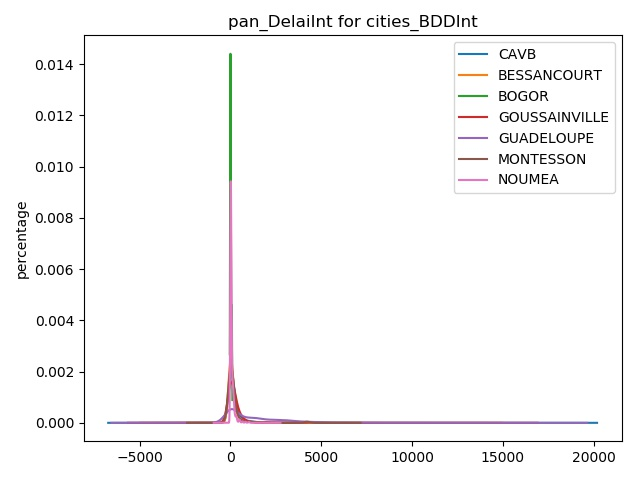 pan_DelaiInt for cities_BDDInt
percentage
0.014
0.012
0.010
0.008
0.006
0.004
0.002
0.000
−5000
0
5000
10000
15000
20000
CAVB
BESSANCOURT
BOGOR
GOUSSAINVILLE
GUADELOUPE
MONTESSON
NOUMEA